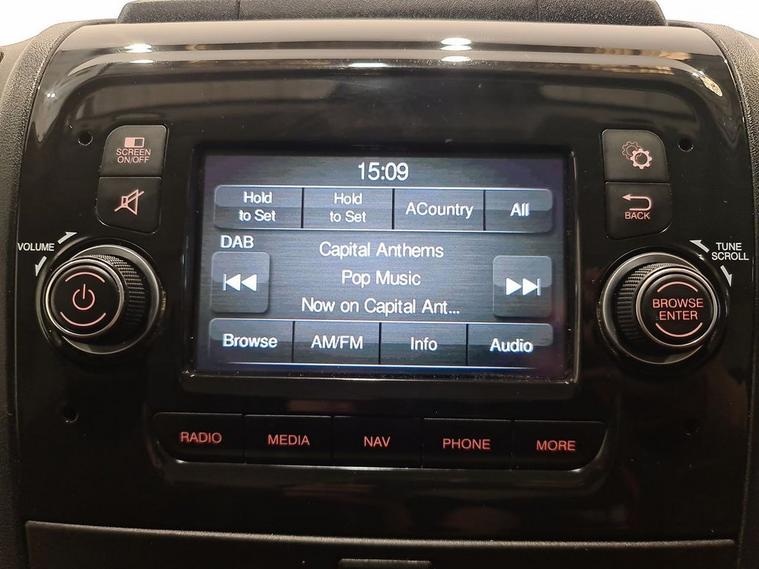 15:09
SCREEN
ON/OFF
Hold
to Set
Hold
to Set
ACountry
All
BACK
VOLUME
DAB
Capital Anthems
Pop Music
Now on Capital Ant...
TUNE
SCROLL
BROWSE
ENTER
Browse
AM/FM
Info
Audio
RADIO
MEDIA
NAV
PHONE
MORE